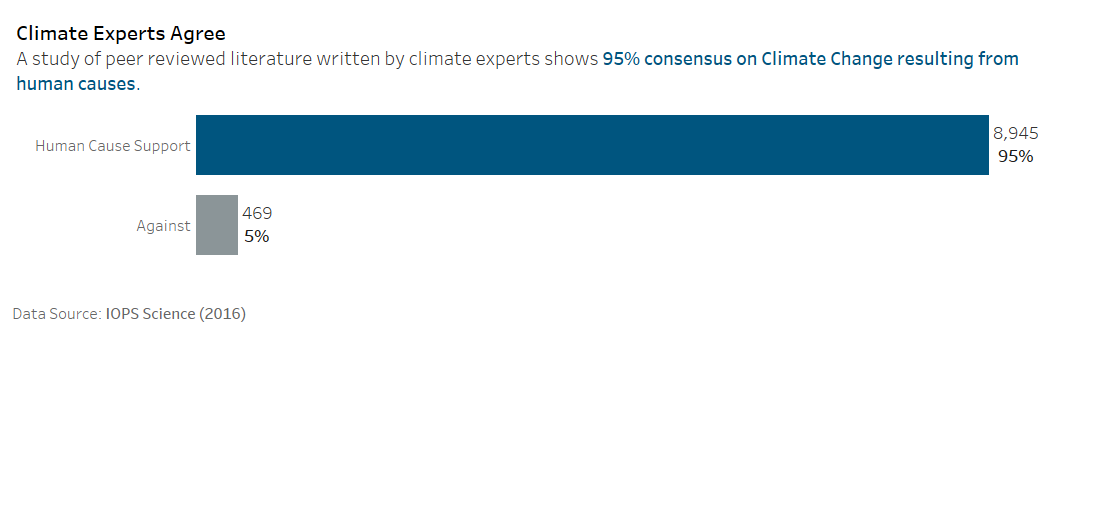 Climate Experts Agree
A study of peer reviewed literature written by climate experts shows 95% consensus on Climate Change resulting from
human causes.
Human Cause Support
8,945
95%
Against
469
5%
Data Source: IOPS Science (2016)